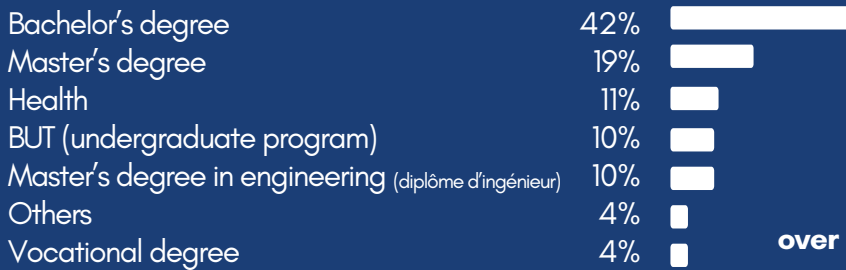 Bachelor’s degree 42%
Master’s degree 19%
Health 11%
BUT (undergraduate program) 10%
Master’s degree in engineering (diplôme d’ingénieur) 10%
Others 4%
Vocational degree 4%
over